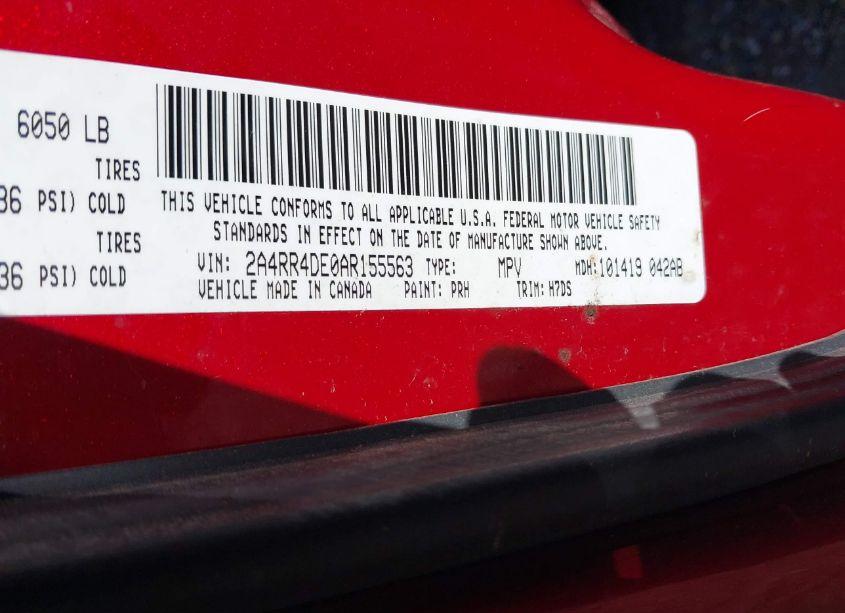 6050 LB
TIRES
36 PSI) COLD
TIRES
36 PSI) COLD
THIS VEHICLE CONFORMS TO ALL APPLICABLE U.S.A. FEDERAL MOTOR VEHICLE SAFETY
STANDARDS IN EFFECT ON THE DATE OF MANUFACTURE SHOWN ABOVE.
VIN: 2A4RR4DE0AR155563 TYPE: MPV MDH:101419 042AB
VEHICLE MADE IN CANADA PAINT: PRH TRIM: H7DS